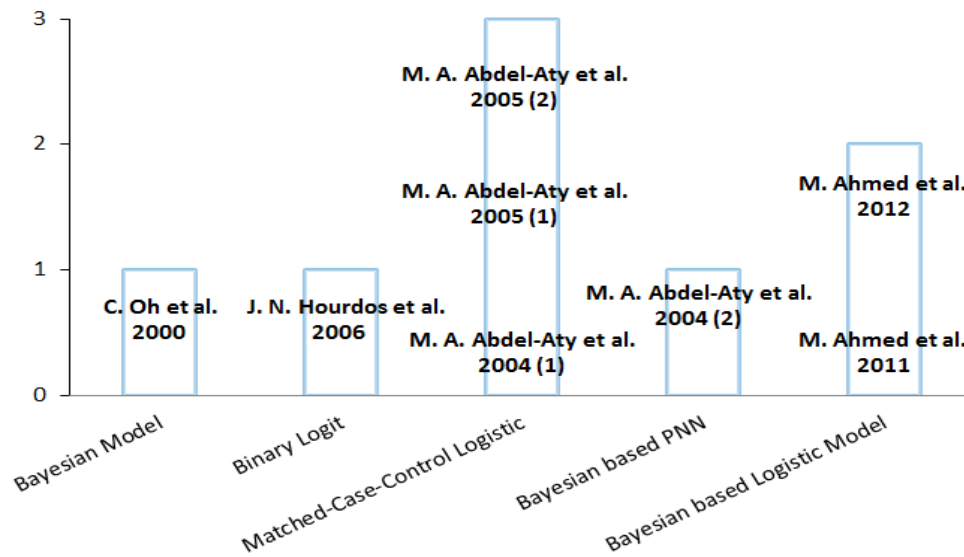 3
M. A. Abdel-Aty et al.
2005 (2)
2
M. A. Abdel-Aty et al.
2005 (1)
M. Ahmed et al.
2012
1
C. Oh et al.
2000
J. N. Hourdos et al.
2006
M. A. Abdel-Aty et al.
2004 (1)
M. A. Abdel-Aty et al.
2004 (2)
M. Ahmed et al.
2011
0
Bayesian Model
Binary Logit
Matched-Case-Control Logistic
Bayesian based PNN
Bayesian based Logistic Model